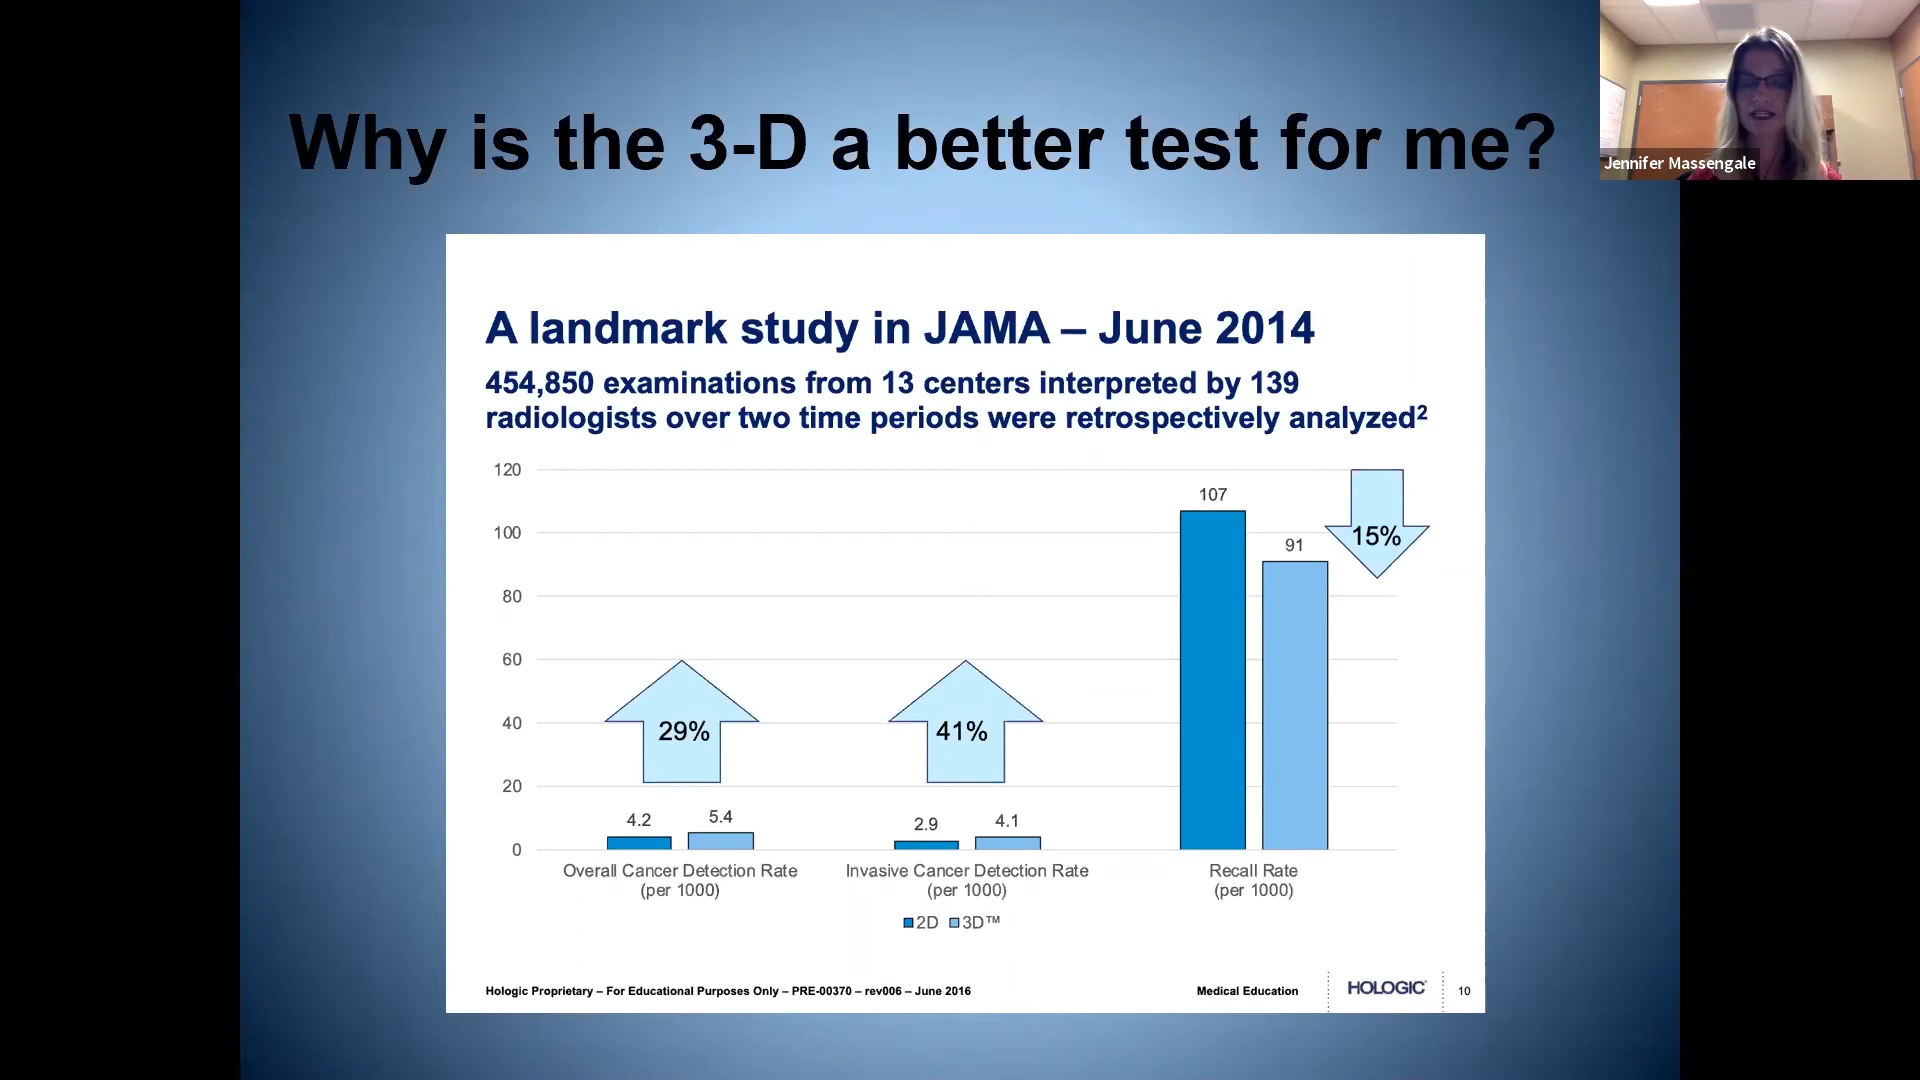 Why is the 3-D a better test for me?
Jennifer Massengale
A landmark study in JAMA – June 2014
454,850 examinations from 13 centers interpreted by 139
radiologists over two time periods were retrospectively analyzed²
120
100
80
60
40
20
0
29%
41%
15%
4.2
5.4
2.9
4.1
107
91
Overall Cancer Detection Rate
(per 1000)
Invasive Cancer Detection Rate
(per 1000)
Recall Rate
(per 1000)
2D 3D™
Hologic Proprietary – For Educational Purposes Only – PRE-00370 – rev006 – June 2016
Medical Education
HOLOGIC®
10